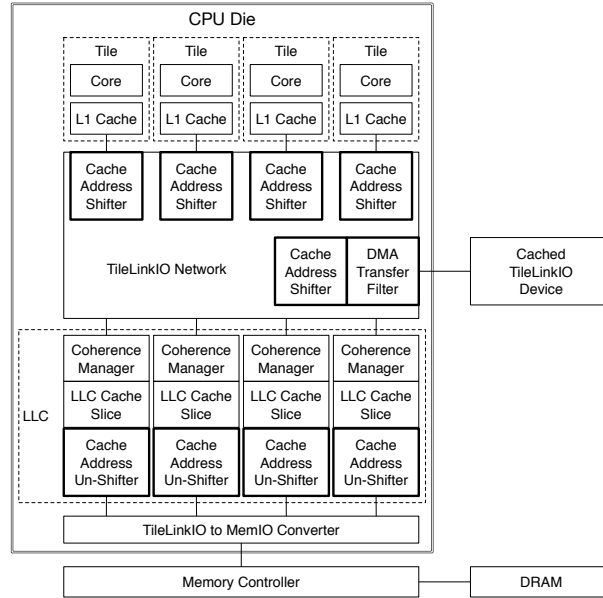 CPU Die
Tile Tile Tile Tile
Core Core Core Core
L1 Cache L1 Cache L1 Cache L1 Cache
Cache Cache Cache Cache
Address Address Address Address
Shifter Shifter Shifter Shifter
TileLinkIO Network
Cache
Address
Shifter
DMA
Transfer
Filter
Cached
TileLinkIO
Device
LLC
Coherence Coherence Coherence Coherence
Manager Manager Manager Manager
LLC Cache LLC Cache LLC Cache LLC Cache
Slice Slice Slice Slice
Cache Cache Cache Cache
Address Address Address Address
Un-Shifter Un-Shifter Un-Shifter Un-Shifter
TileLinkIO to MemIO Converter
Memory Controller DRAM